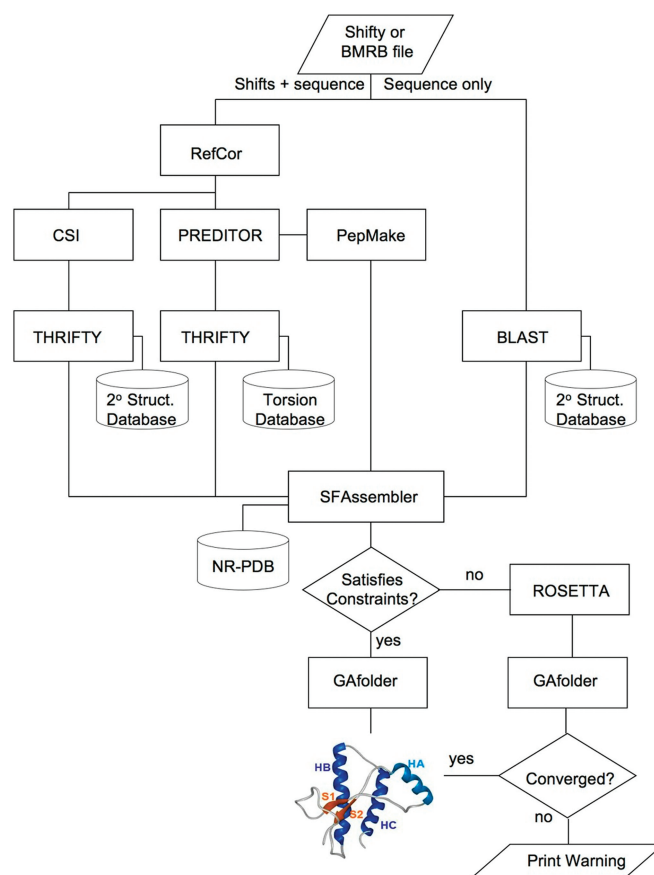 Shifty or
BMRB file
Shifts + sequence
Sequence only
RefCor
CSI
PREDITOR
PepMake
THRIFTY
THRIFTY
BLAST
2º Struct.
Database
Torsion
Database
2º Struct.
Database
SFAssembler
NR-PDB
Satisfies
Constraints?
no
ROSETTA
yes
GAfolder
GAfolder
HB
HA
S1
S2
HC
yes
Converged?
no
Print Warning